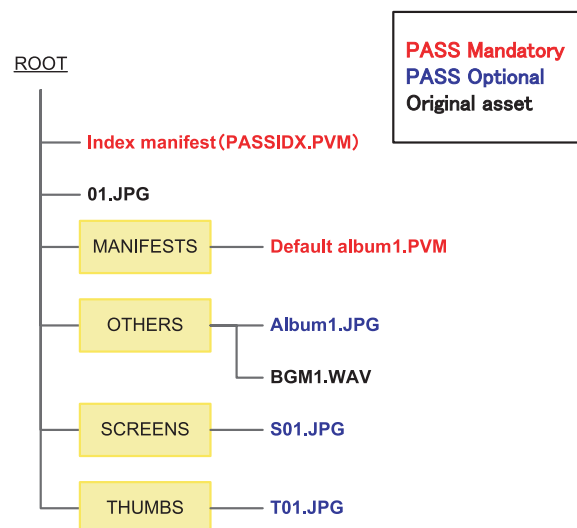 PASS Mandatory
PASS Optional
Original asset
ROOT
Index manifest(PASSIDX.PVM)
01.JPG
MANIFESTS
Default album1.PVM
OTHERS
Album1.JPG
BGM1.WAV
SCREENS
S01.JPG
THUMBS
T01.JPG